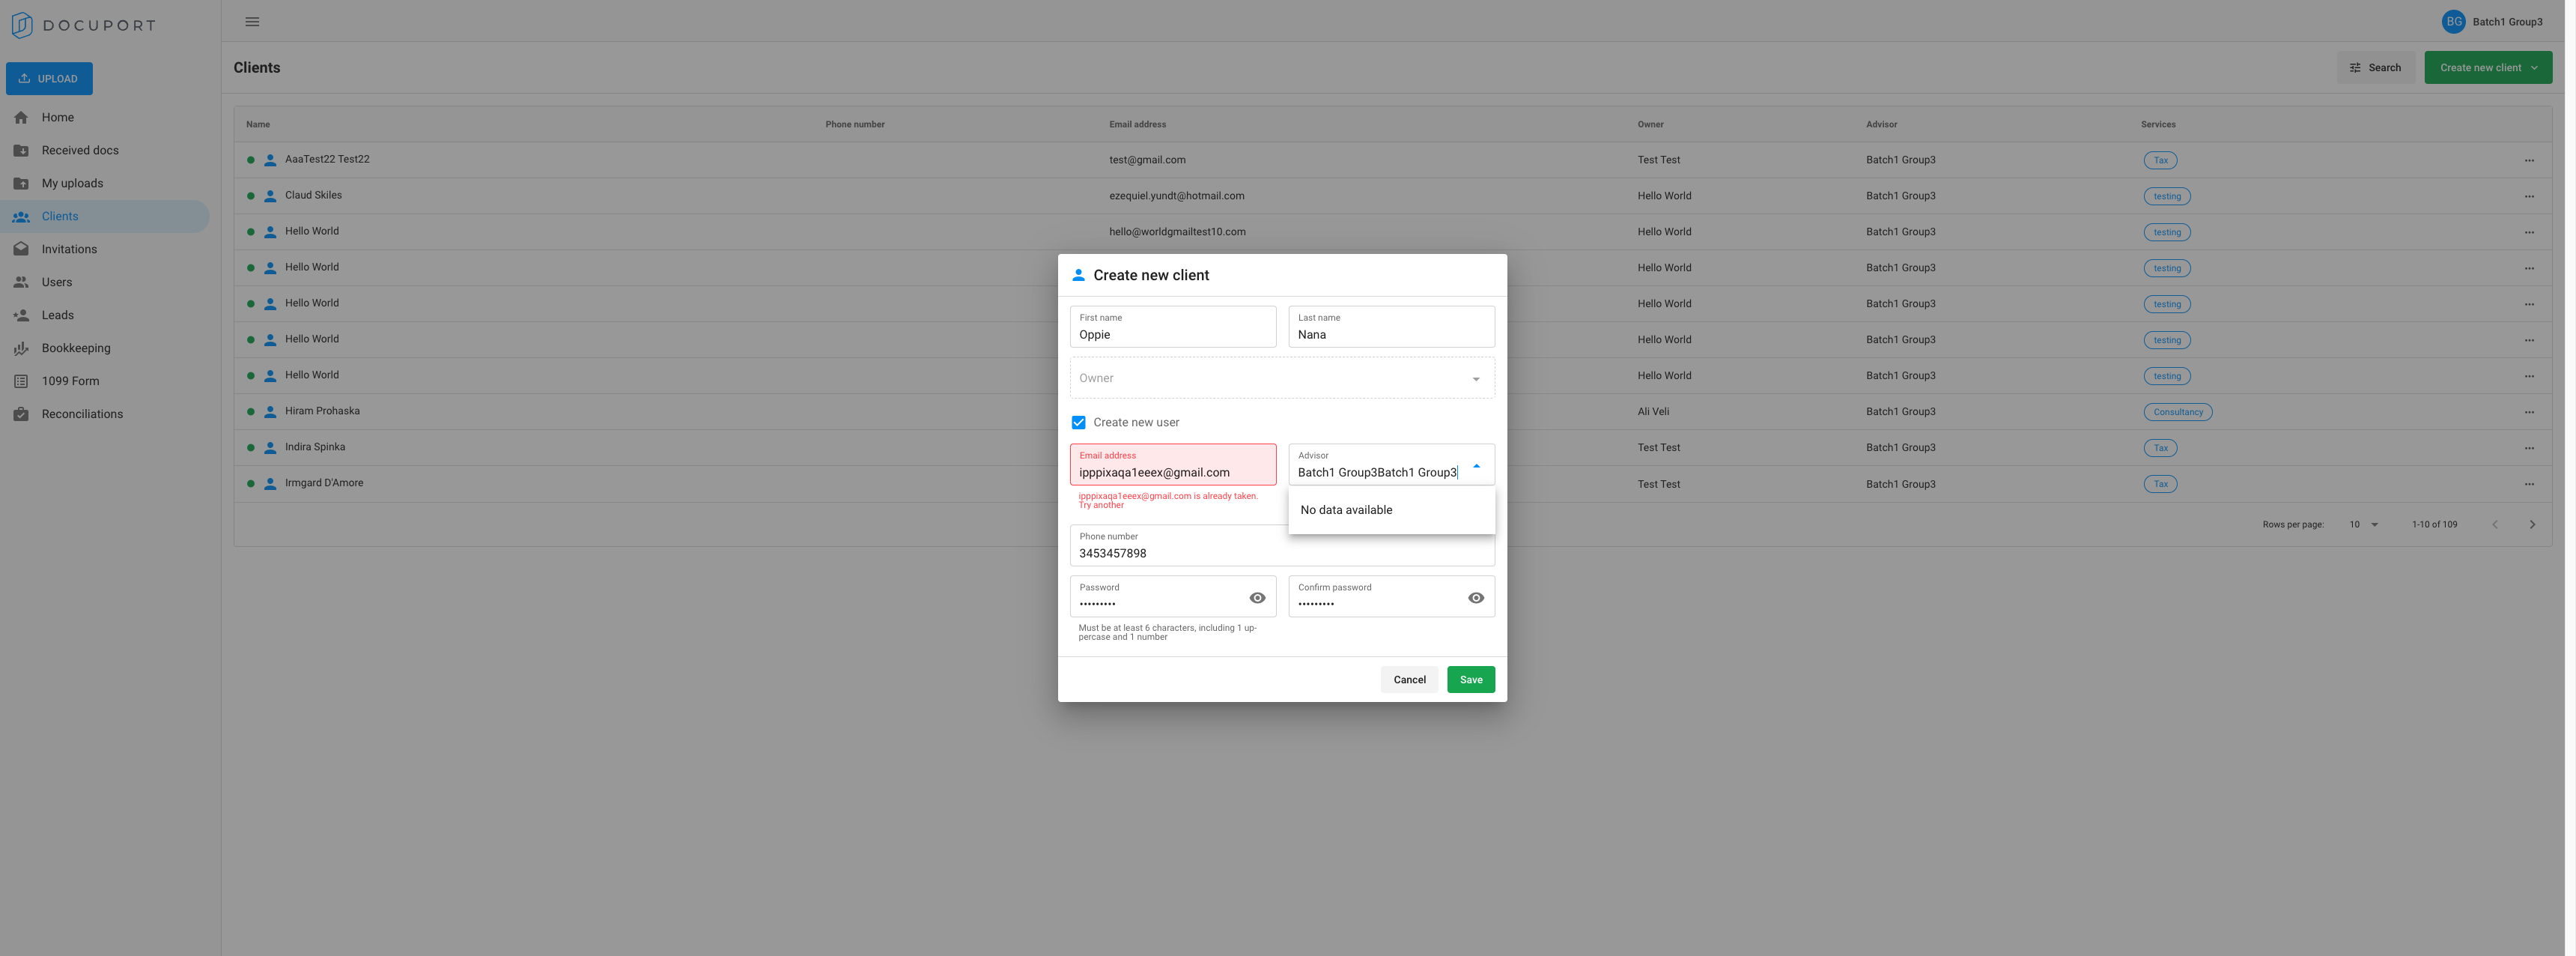 DOCUPORT
BG Batch1 Group3
UPLOAD
Home
Received docs
My uploads
Clients
Invitations
Users
Leads
Bookkeeping
1099 Form
Reconciliations
Clients
Search
Create new client
Name Phone number Email address Owner Advisor Services
AaaTest22 Test22 test@gmail.com Test Test Batch1 Group3 Tax
Claud Skiles ezequiel.yundt@hotmail.com Hello World Batch1 Group3 testing
Hello World hello@worldgmailtest10.com Hello World Batch1 Group3 testing
Hello World Hello World Batch1 Group3 testing
Hello World Hello World Batch1 Group3 testing
Hello World Hello World Batch1 Group3 testing
Hello World Hello World Batch1 Group3 testing
Hiram Prohaska Ali Veli Batch1 Group3 Consultancy
Indira Spinka Test Test Batch1 Group3 Tax
Irmgard D'Amore Test Test Batch1 Group3 Tax
Rows per page: 10 1-10 of 109
Create new client
First name
Oppie
Last name
Nana
Owner
Create new user
Email address
ipppixaqa1eeex@gmail.com
ipppixaqa1eeex@gmail.com is already taken.
Try another
Advisor
Batch1 Group3Batch1 Group3
No data available
Phone number
3453457898
Password
•••••••••
Must be at least 6 characters, including 1 up-
percase and 1 number
Confirm password
•••••••••
Cancel
Save